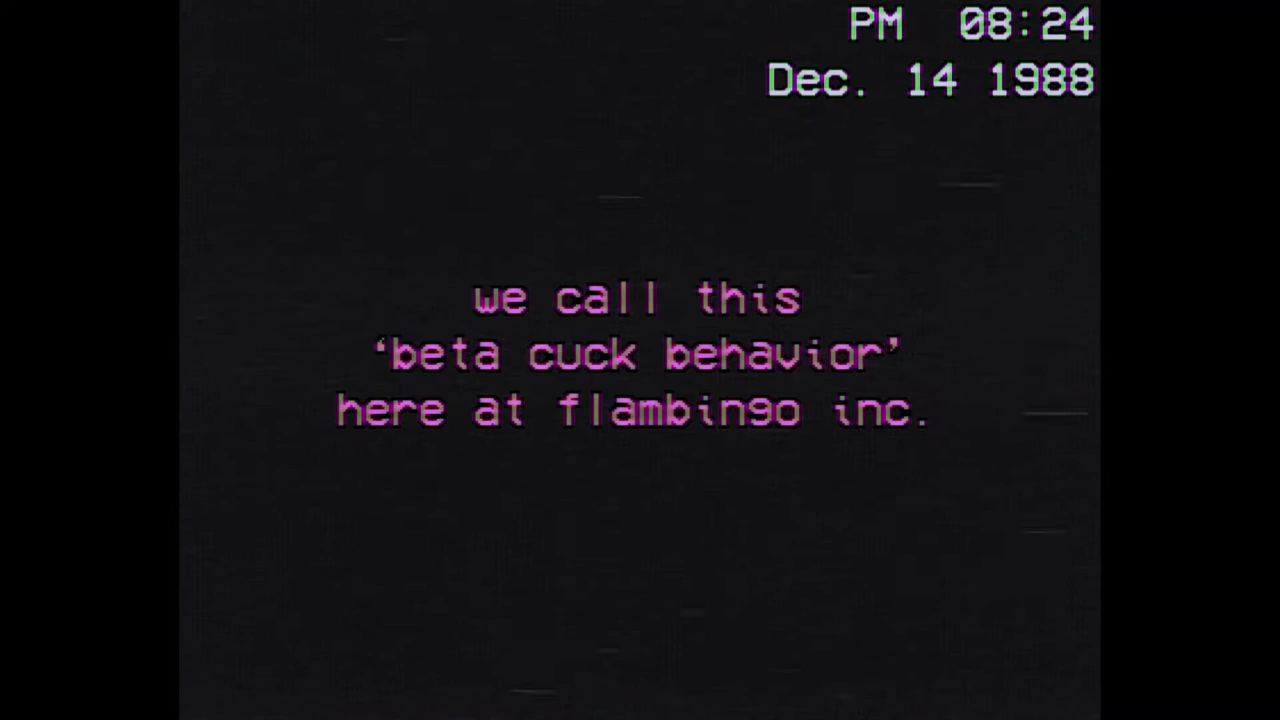 PM 08:24
Dec. 14 1988
we call this
‘beta cuck behavior’
here at flambingo inc.